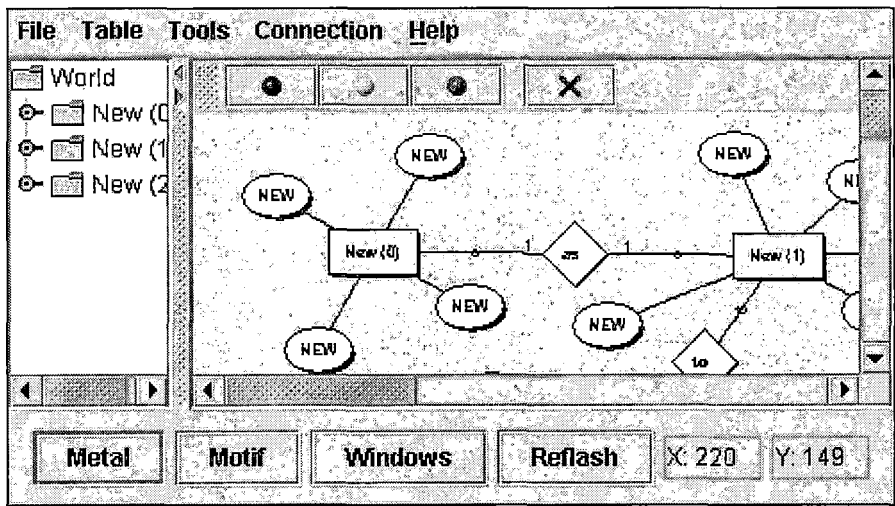 File Table Tools Connection Help
World
New (0
New (1
New (2
NEW
NEW
NEW
NEW
New (0)
1
1
New (1)
NEW
NEW
to
Metal Motif Windows Reflash X: 220 Y: 149